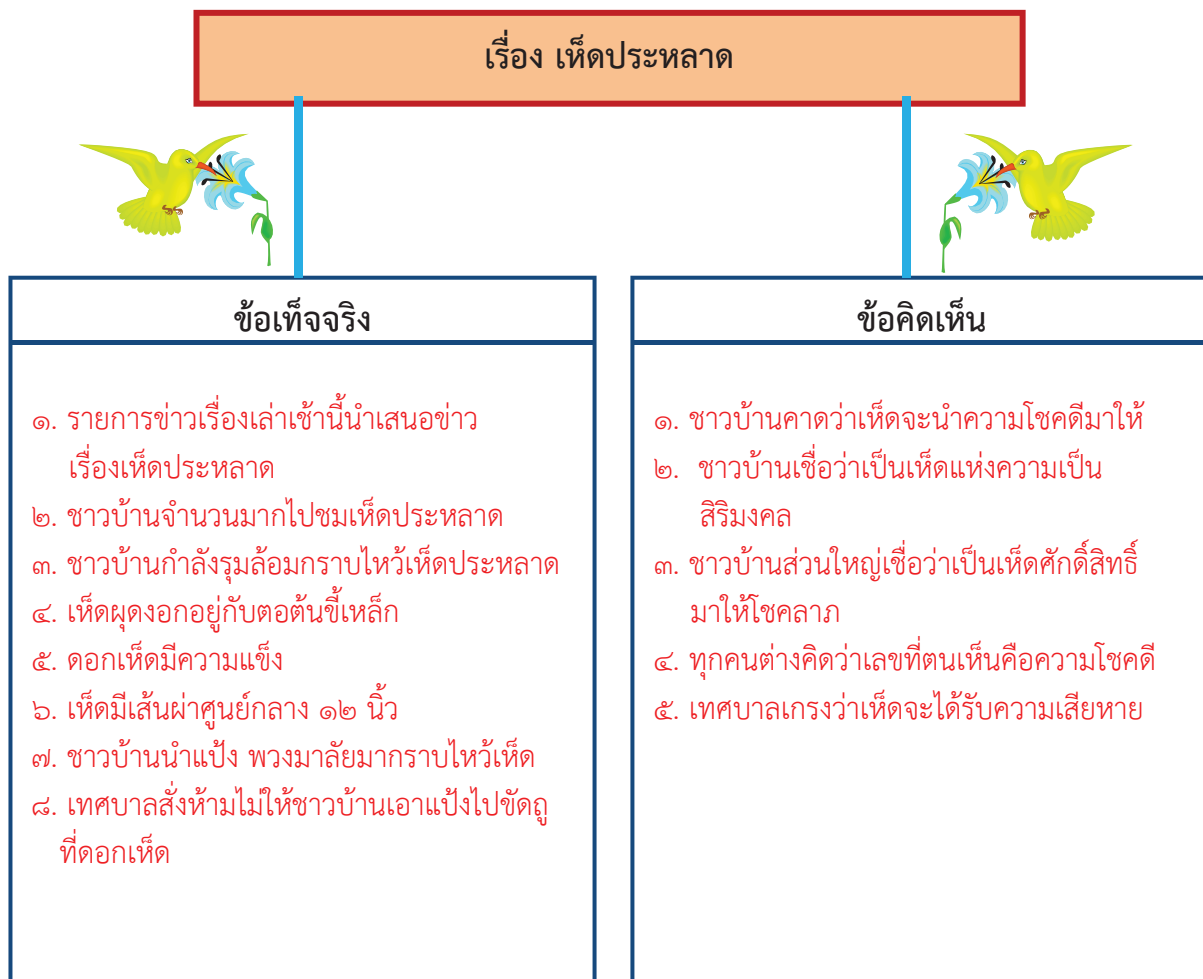 เรื่อง เห็ดประหลาด
ข้อเท็จจริง
๑. รายการข่าวเรื่องเล่าเช้านี้นำเสนอข่าว
เรื่องเห็ดประหลาด
๒. ชาวบ้านจำนวนมากไปชมเห็ดประหลาด
๓. ชาวบ้านกำลังรุมล้อมกราบไหว้เห็ดประหลาด
๔. เห็ดผุดงอกอยู่กับตอต้นขี้เหล็ก
๕. ดอกเห็ดมีความแข็ง
๖. เห็ดมีเส้นผ่าศูนย์กลาง ๑๒ นิ้ว
๗. ชาวบ้านนำแป้ง พวงมาลัยมากราบไหว้เห็ด
๘. เทศบาลสั่งห้ามไม่ให้ชาวบ้านเอาแป้งไปขัดถู
ที่ดอกเห็ด
ข้อคิดเห็น
๑. ชาวบ้านคาดว่าเห็ดจะนำความโชคดีมาให้
๒. ชาวบ้านเชื่อว่าเป็นเห็ดแห่งความเป็น
สิริมงคล
๓. ชาวบ้านส่วนใหญ่เชื่อว่าเป็นเห็ดศักดิ์สิทธิ์
มาให้โชคลาภ
๔. ทุกคนต่างคิดว่าเลขที่ตนเห็นคือความโชคดี
๕. เทศบาลเกรงว่าเห็ดจะได้รับความเสียหาย